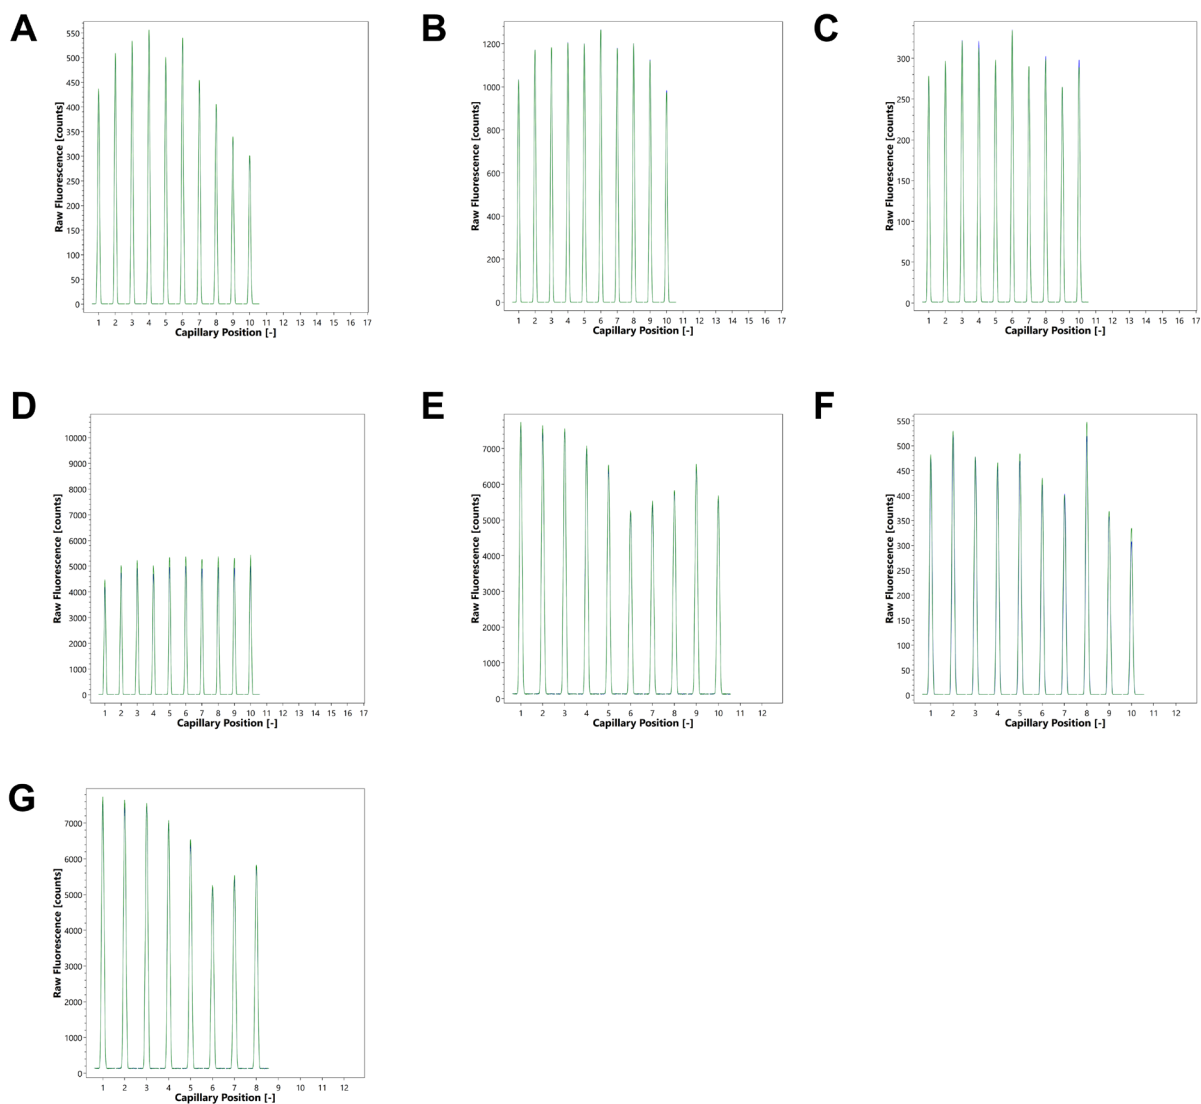 A
550
500
450
400
350
300
250
200
150
100
50
0
Raw Fluorescence [counts]
1 2 3 4 5 6 7 8 9 10 11 12 13 14 15 16 17
Capillary Position [-]
B
1200
1000
800
600
400
200
0
Raw Fluorescence [counts]
1 2 3 4 5 6 7 8 9 10 11 12 13 14 15 16 17
Capillary Position [-]
C
300
250
200
150
100
50
0
Raw Fluorescence [counts]
1 2 3 4 5 6 7 8 9 10 11 12 13 14 15 16 17
Capillary Position [-]
D
10000
9000
8000
7000
6000
5000
4000
3000
2000
1000
0
Raw Fluorescence [counts]
1 2 3 4 5 6 7 8 9 10 11 12 13 14 15 16 17
Capillary Position [-]
E
7000
6000
5000
4000
3000
2000
1000
0
Raw Fluorescence [counts]
1 2 3 4 5 6 7 8 9 10 11 12
Capillary Position [-]
F
550
500
450
400
350
300
250
200
150
100
50
0
Raw Fluorescence [counts]
1 2 3 4 5 6 7 8 9 10 11 12
Capillary Position [-]
G
7000
6000
5000
4000
3000
2000
1000
0
Raw Fluorescence [counts]
1 2 3 4 5 6 7 8 9 10 11 12
Capillary Position [-]